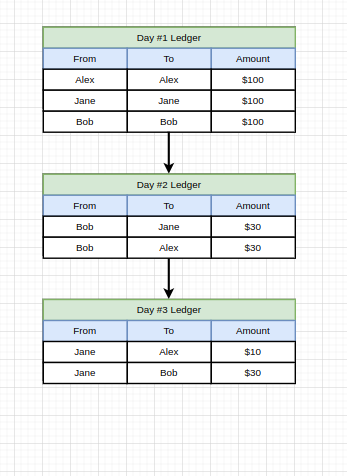 Day #1 Ledger
From To Amount
Alex Alex $100
Jane Jane $100
Bob Bob $100
Day #2 Ledger
From To Amount
Bob Jane $30
Bob Alex $30
Day #3 Ledger
From To Amount
Jane Alex $10
Jane Bob $30